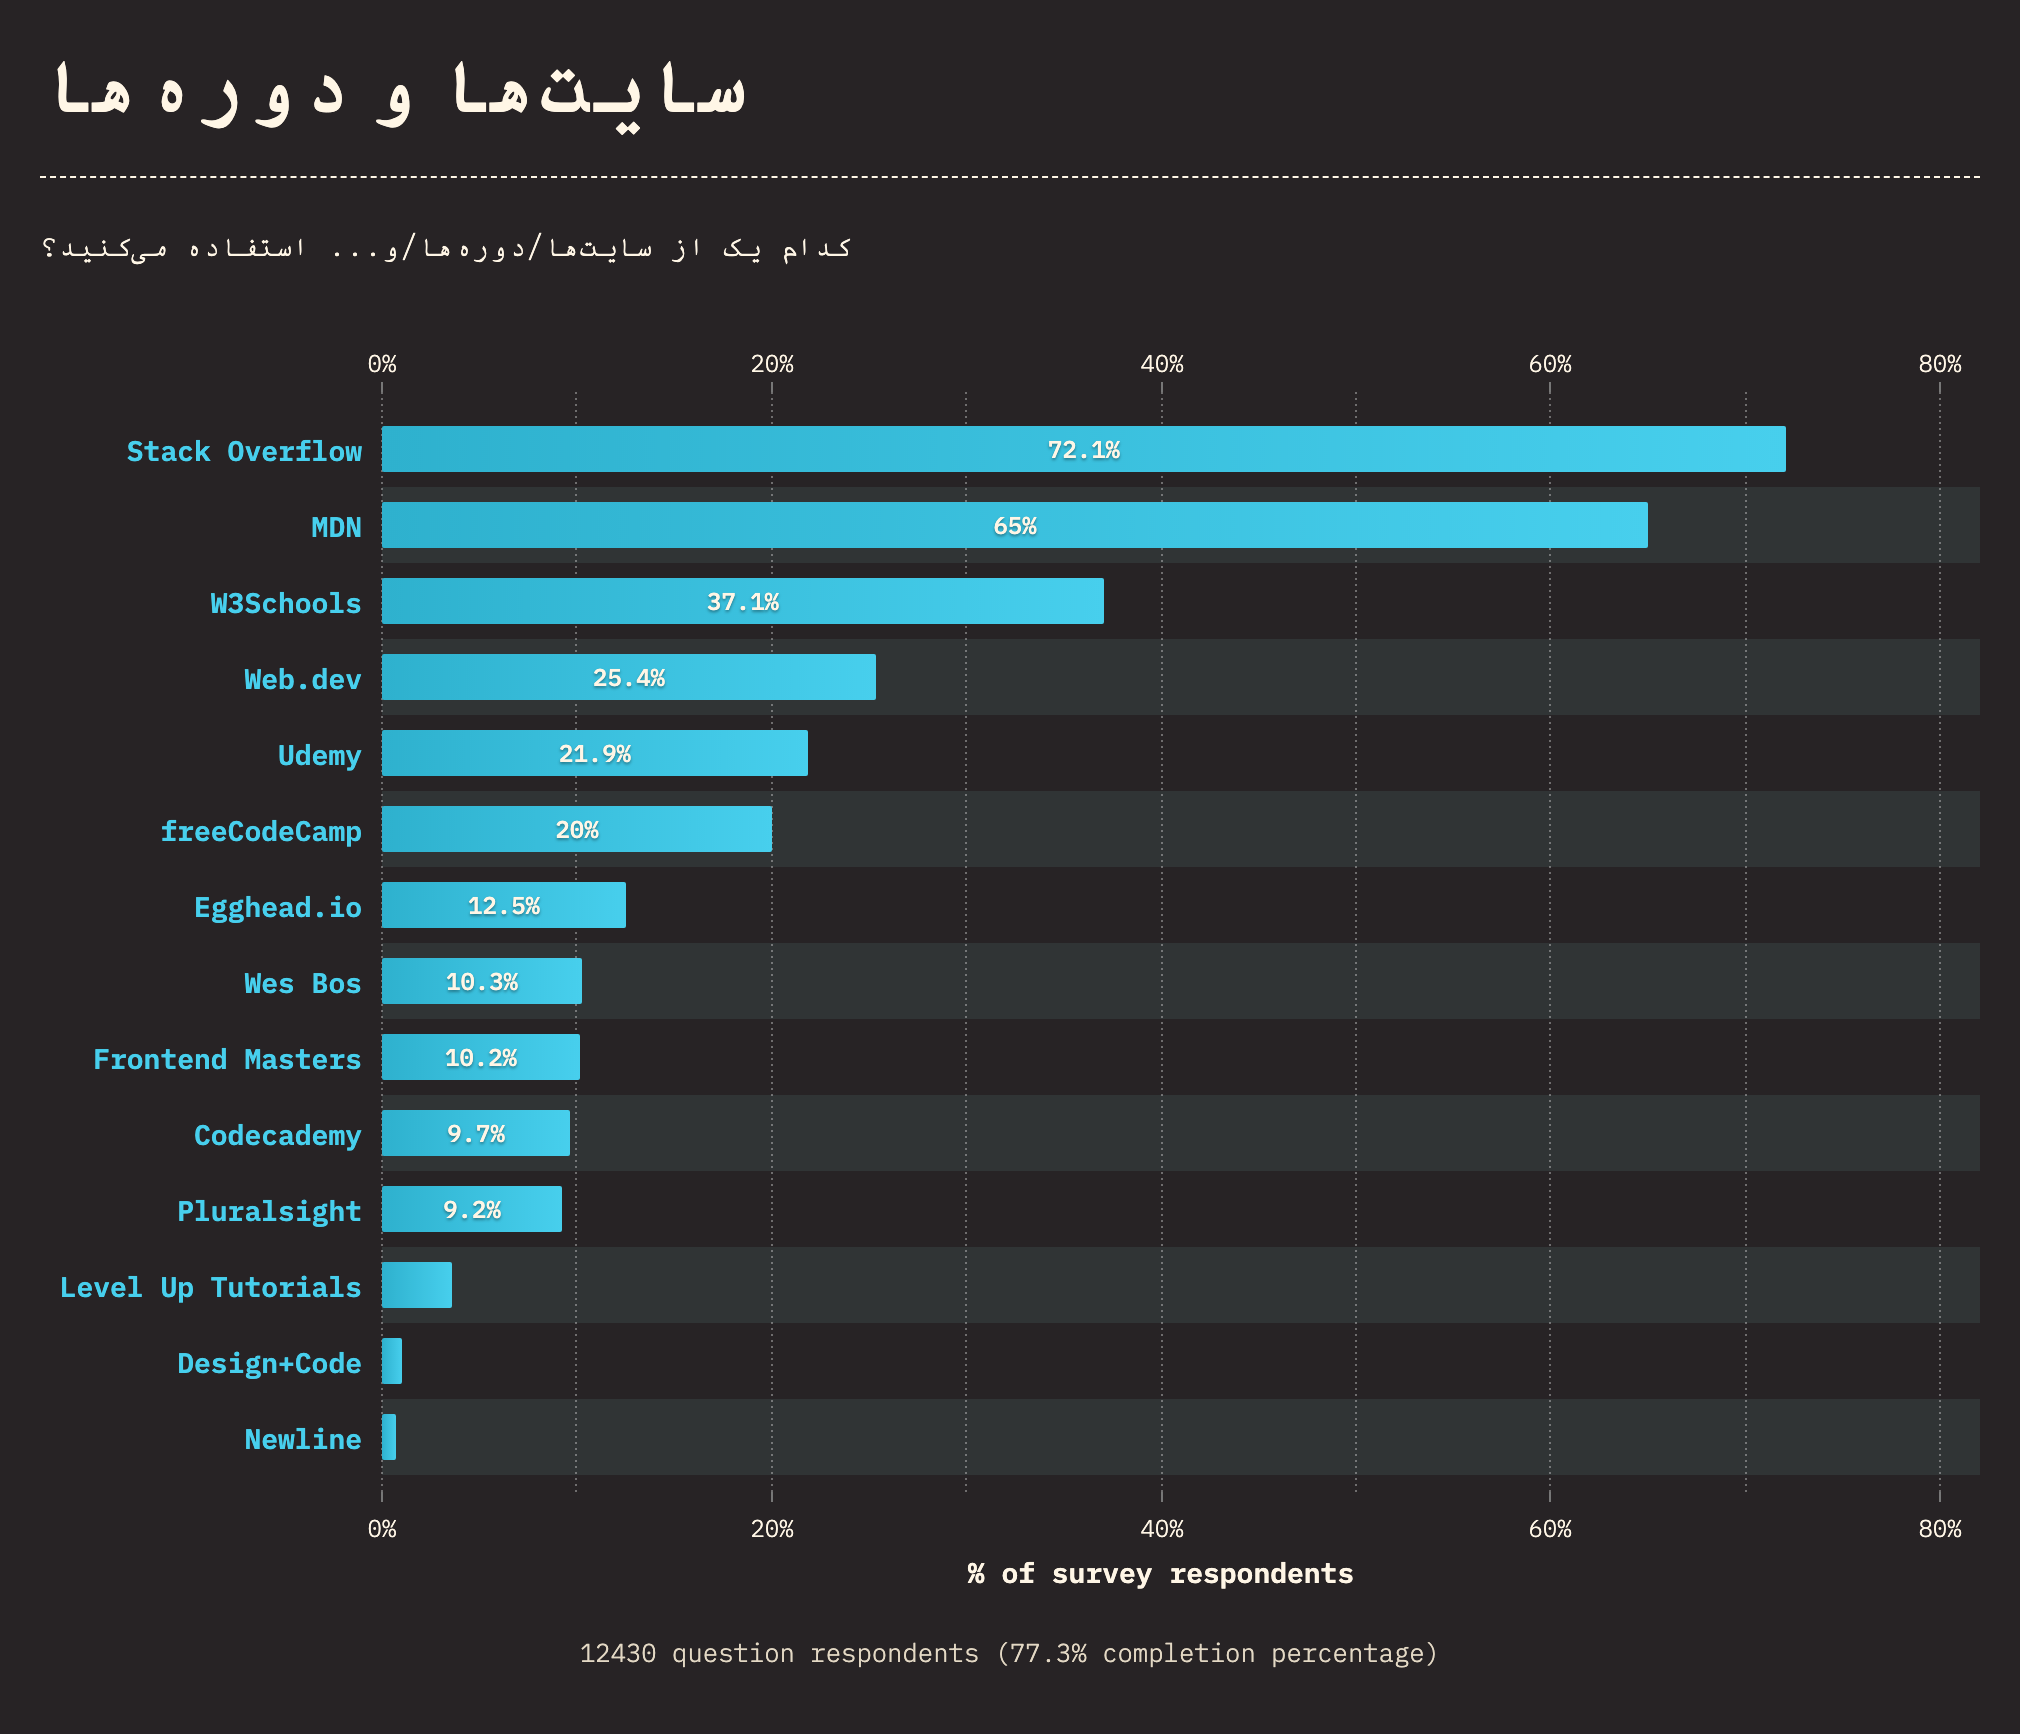 سایت‌ها و دوره‌ها
کدام یک از سایت‌ها/دوره‌ها/و... استفاده می‌کنید؟
0% 20% 40% 60% 80%
Stack Overflow 72.1%
MDN 65%
W3Schools 37.1%
Web.dev 25.4%
Udemy 21.9%
freeCodeCamp 20%
Egghead.io 12.5%
Wes Bos 10.3%
Frontend Masters 10.2%
Codecademy 9.7%
Pluralsight 9.2%
Level Up Tutorials
Design+Code
Newline
0% 20% 40% 60% 80%
% of survey respondents
12430 question respondents (77.3% completion percentage)